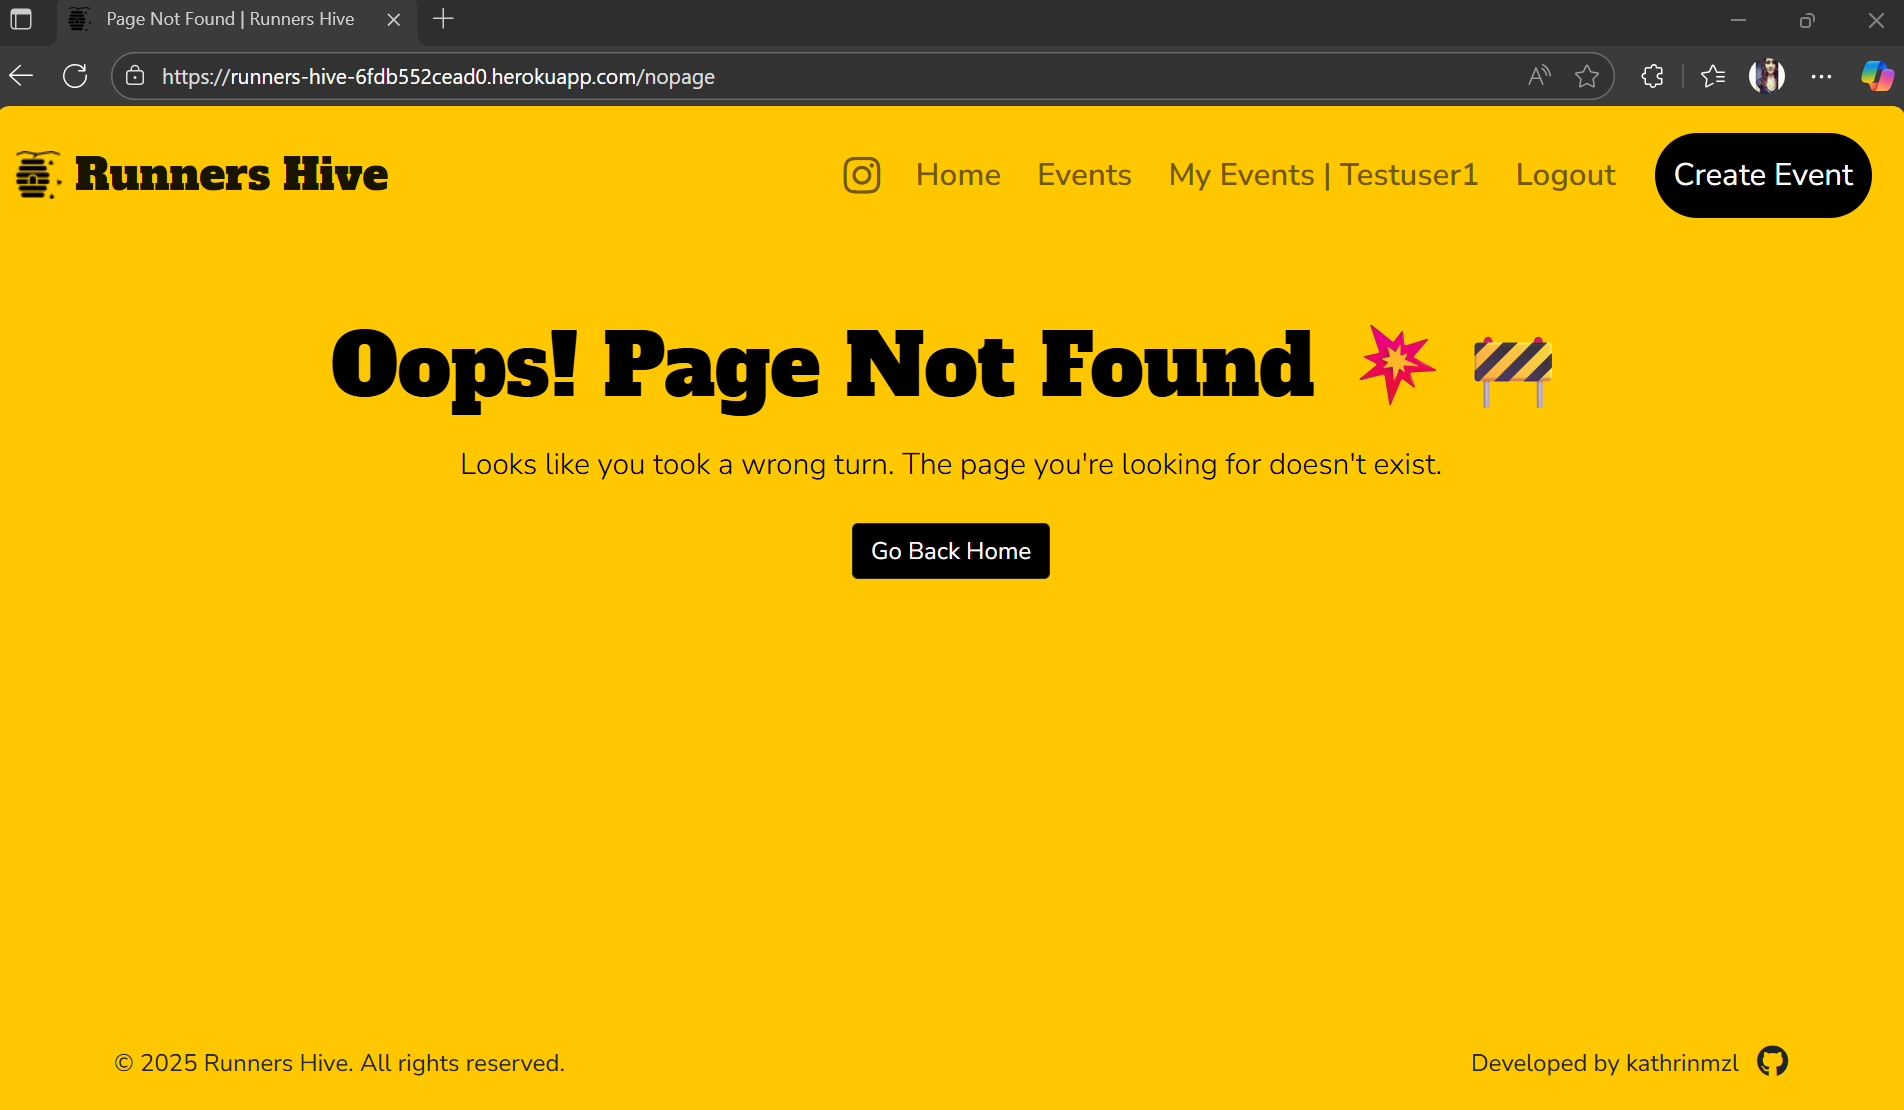 Page Not Found | Runners Hive
https://runners-hive-6fdb552cead0.herokuapp.com/nopage
Runners Hive
Home
Events
My Events | Testuser1
Logout
Create Event
Oops! Page Not Found 💥 🚧
Looks like you took a wrong turn. The page you're looking for doesn't exist.
Go Back Home
© 2025 Runners Hive. All rights reserved.
Developed by kathrinmzl